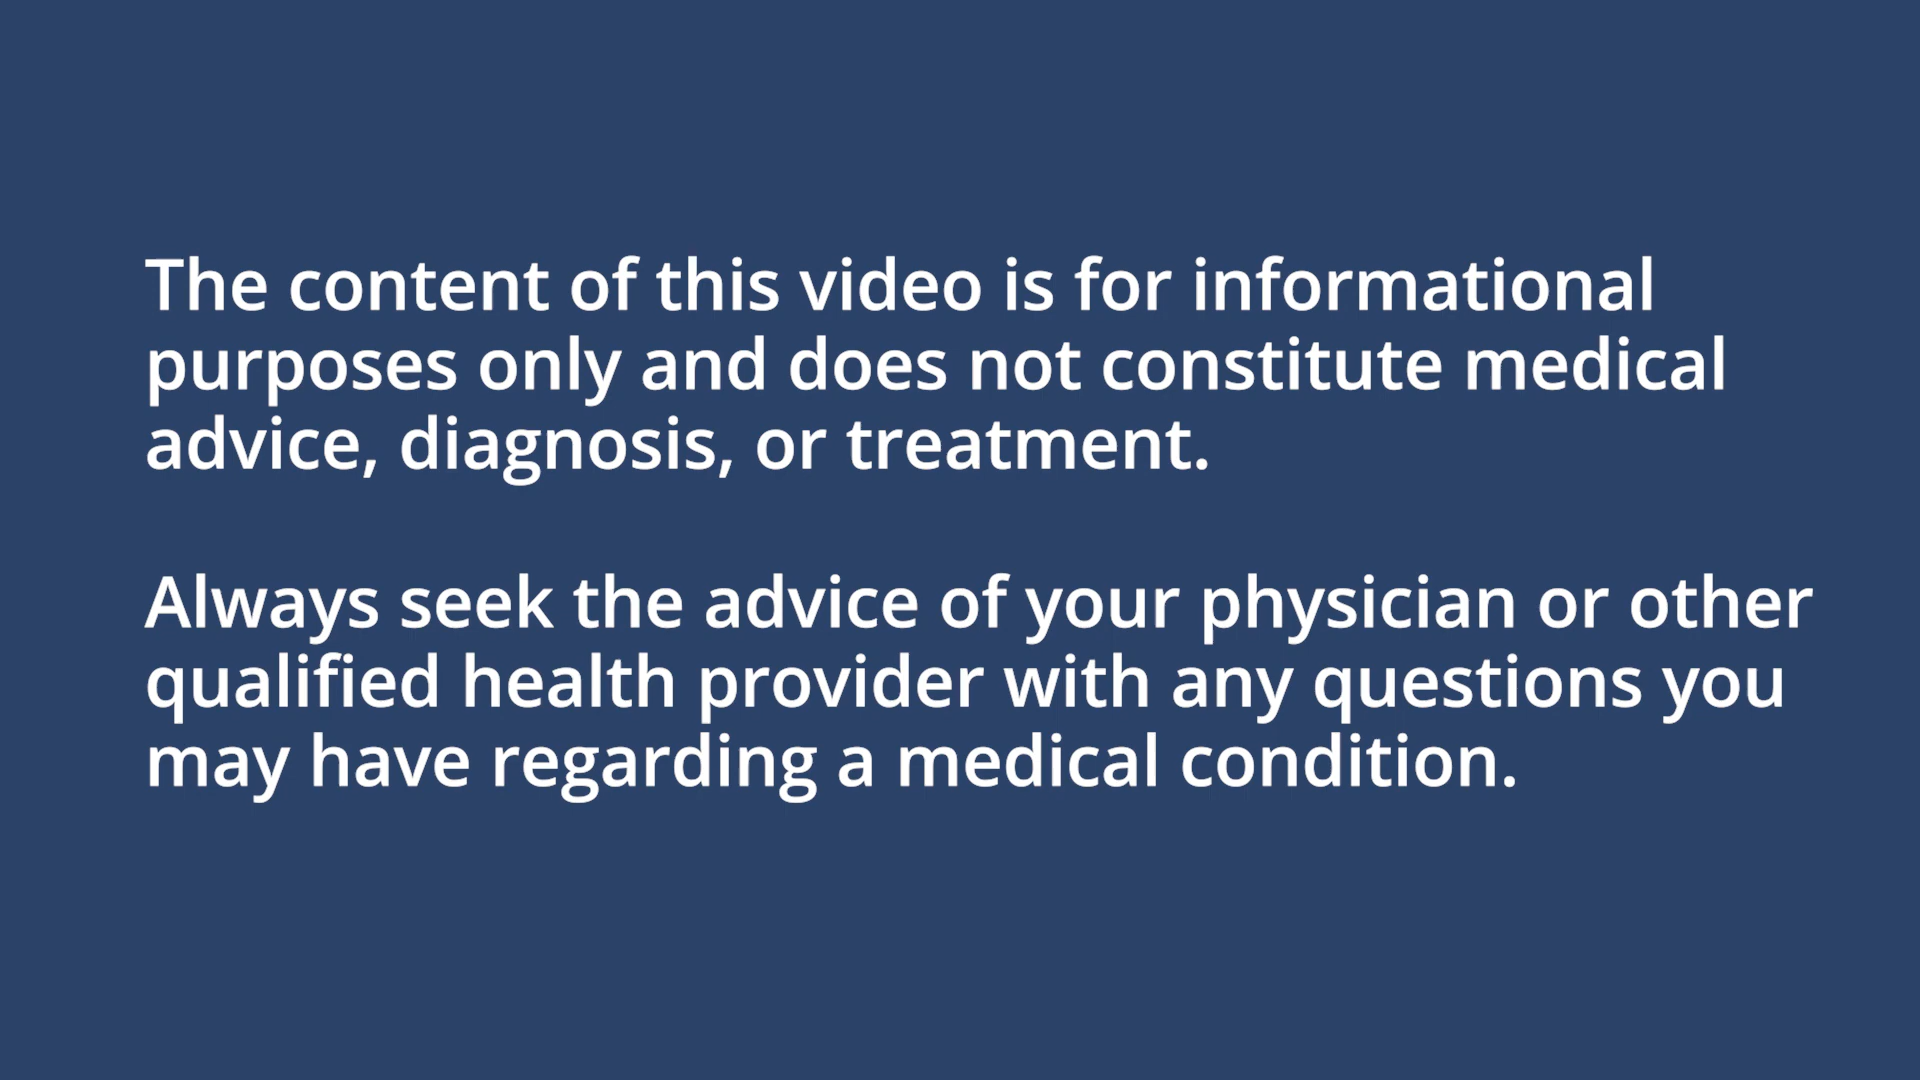 The content of this video is for informational
purposes only and does not constitute medical
advice, diagnosis, or treatment.
Always seek the advice of your physician or other
qualified health provider with any questions you
may have regarding a medical condition.